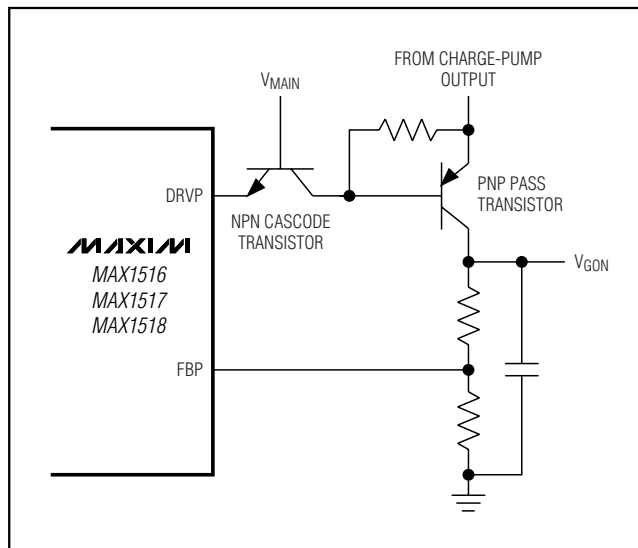 FROM CHARGE-PUMP
OUTPUT
VMAIN
PNP PASS
TRANSISTOR
DRVP
NPN CASCODE
TRANSISTOR
MAXIM
MAX1516
MAX1517
MAX1518
VGON
FBP